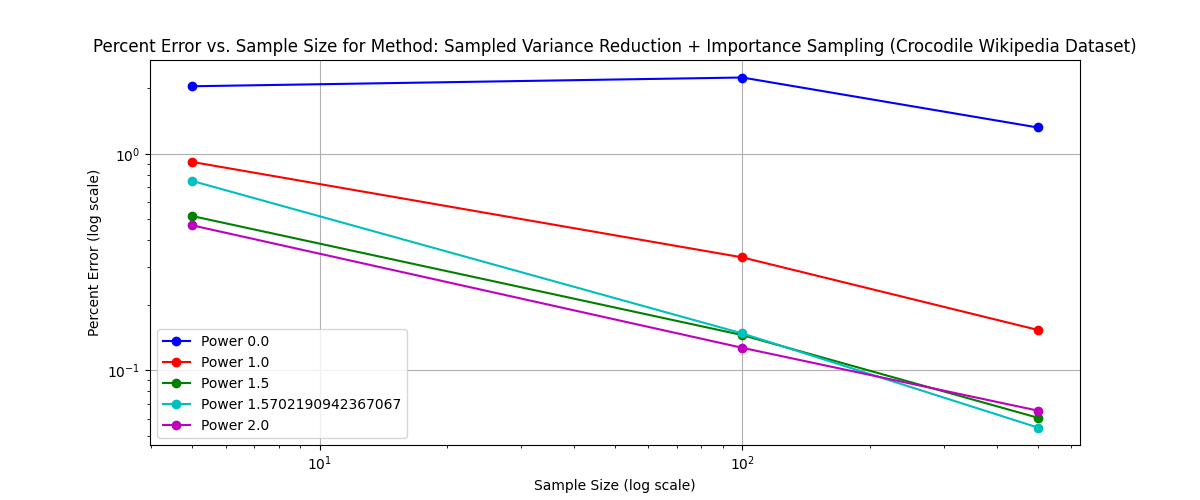 Percent Error vs. Sample Size for Method: Sampled Variance Reduction + Importance Sampling (Crocodile Wikipedia Dataset)
Percent Error (log scale)
10⁰
10⁻¹
Power 0.0
Power 1.0
Power 1.5
Power 1.5702190942367067
Power 2.0
10¹
10²
Sample Size (log scale)